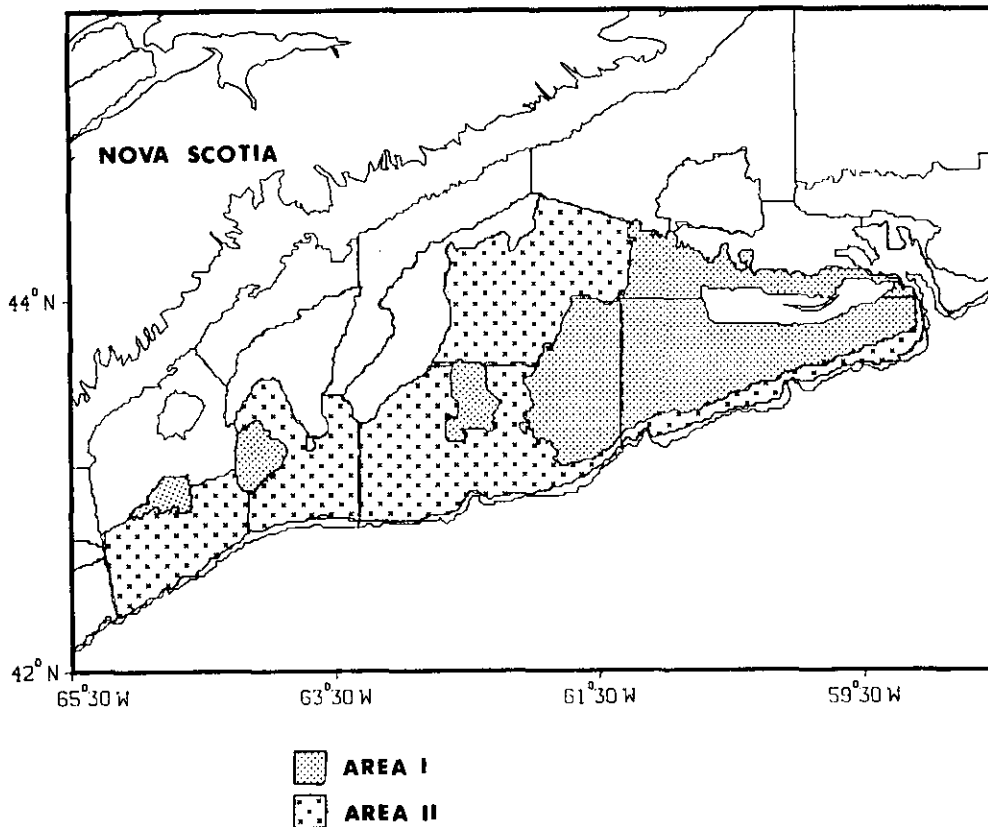 NOVA SCOTIA
44° N
42° N
65°30 W
63°30 W
61°30 W
59°30 W
AREA I
AREA II